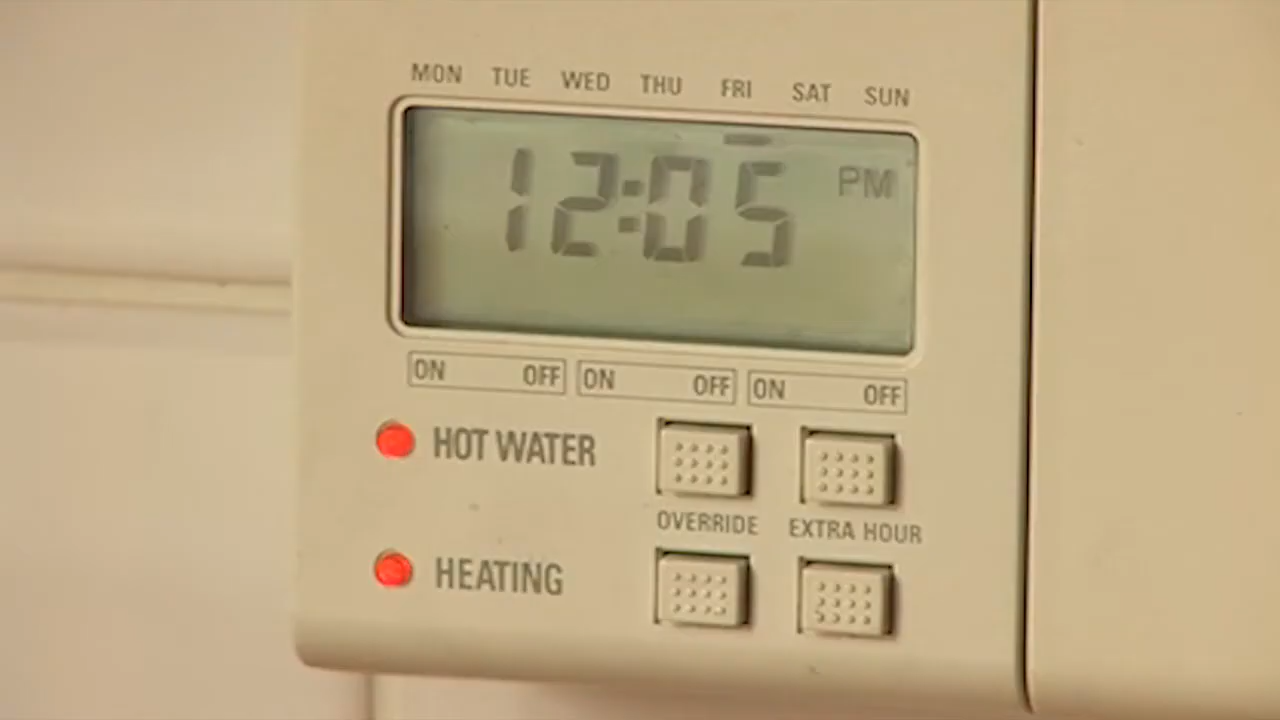 MON TUE WED THU FRI SAT SUN
12:05 PM
ON OFF ON OFF ON OFF
HOT WATER
OVERRIDE EXTRA HOUR
HEATING